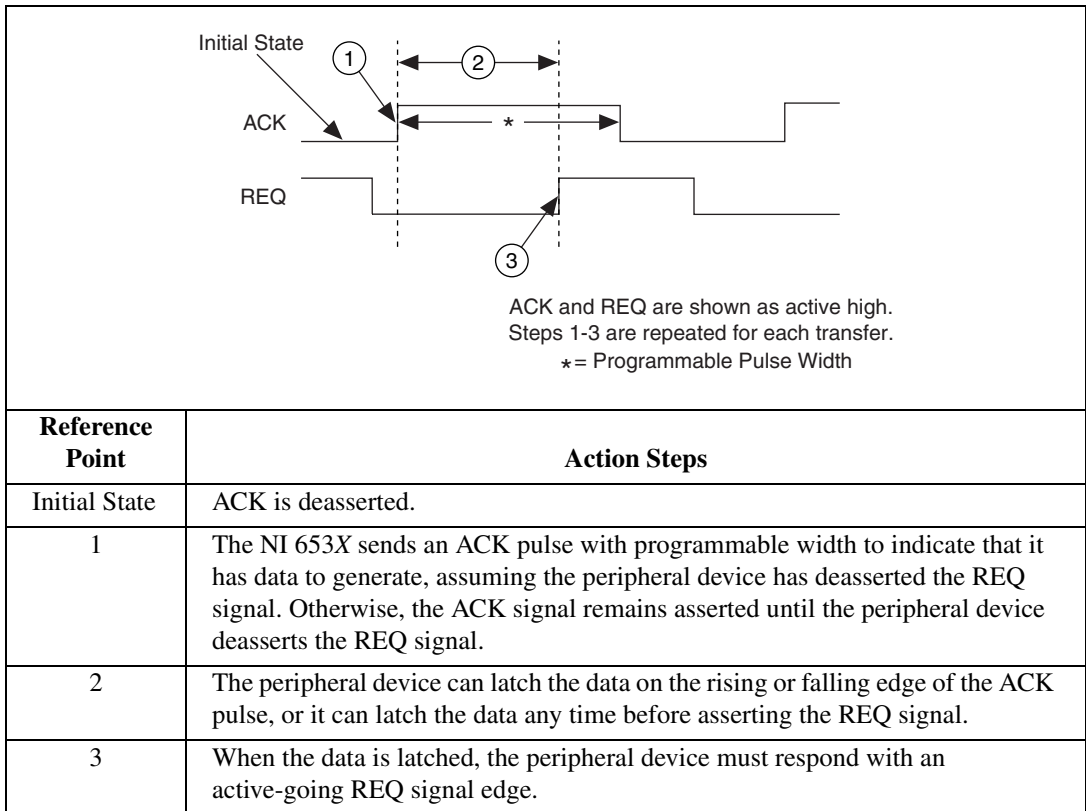 Initial State
1
2
ACK
*
REQ
3
ACK and REQ are shown as active high.
Steps 1-3 are repeated for each transfer.
*= Programmable Pulse Width
Reference
Point
Action Steps
Initial State
ACK is deasserted.
1
The NI 653X sends an ACK pulse with programmable width to indicate that it
has data to generate, assuming the peripheral device has deasserted the REQ
signal. Otherwise, the ACK signal remains asserted until the peripheral device
deasserts the REQ signal.
2
The peripheral device can latch the data on the rising or falling edge of the ACK
pulse, or it can latch the data any time before asserting the REQ signal.
3
When the data is latched, the peripheral device must respond with an
active-going REQ signal edge.